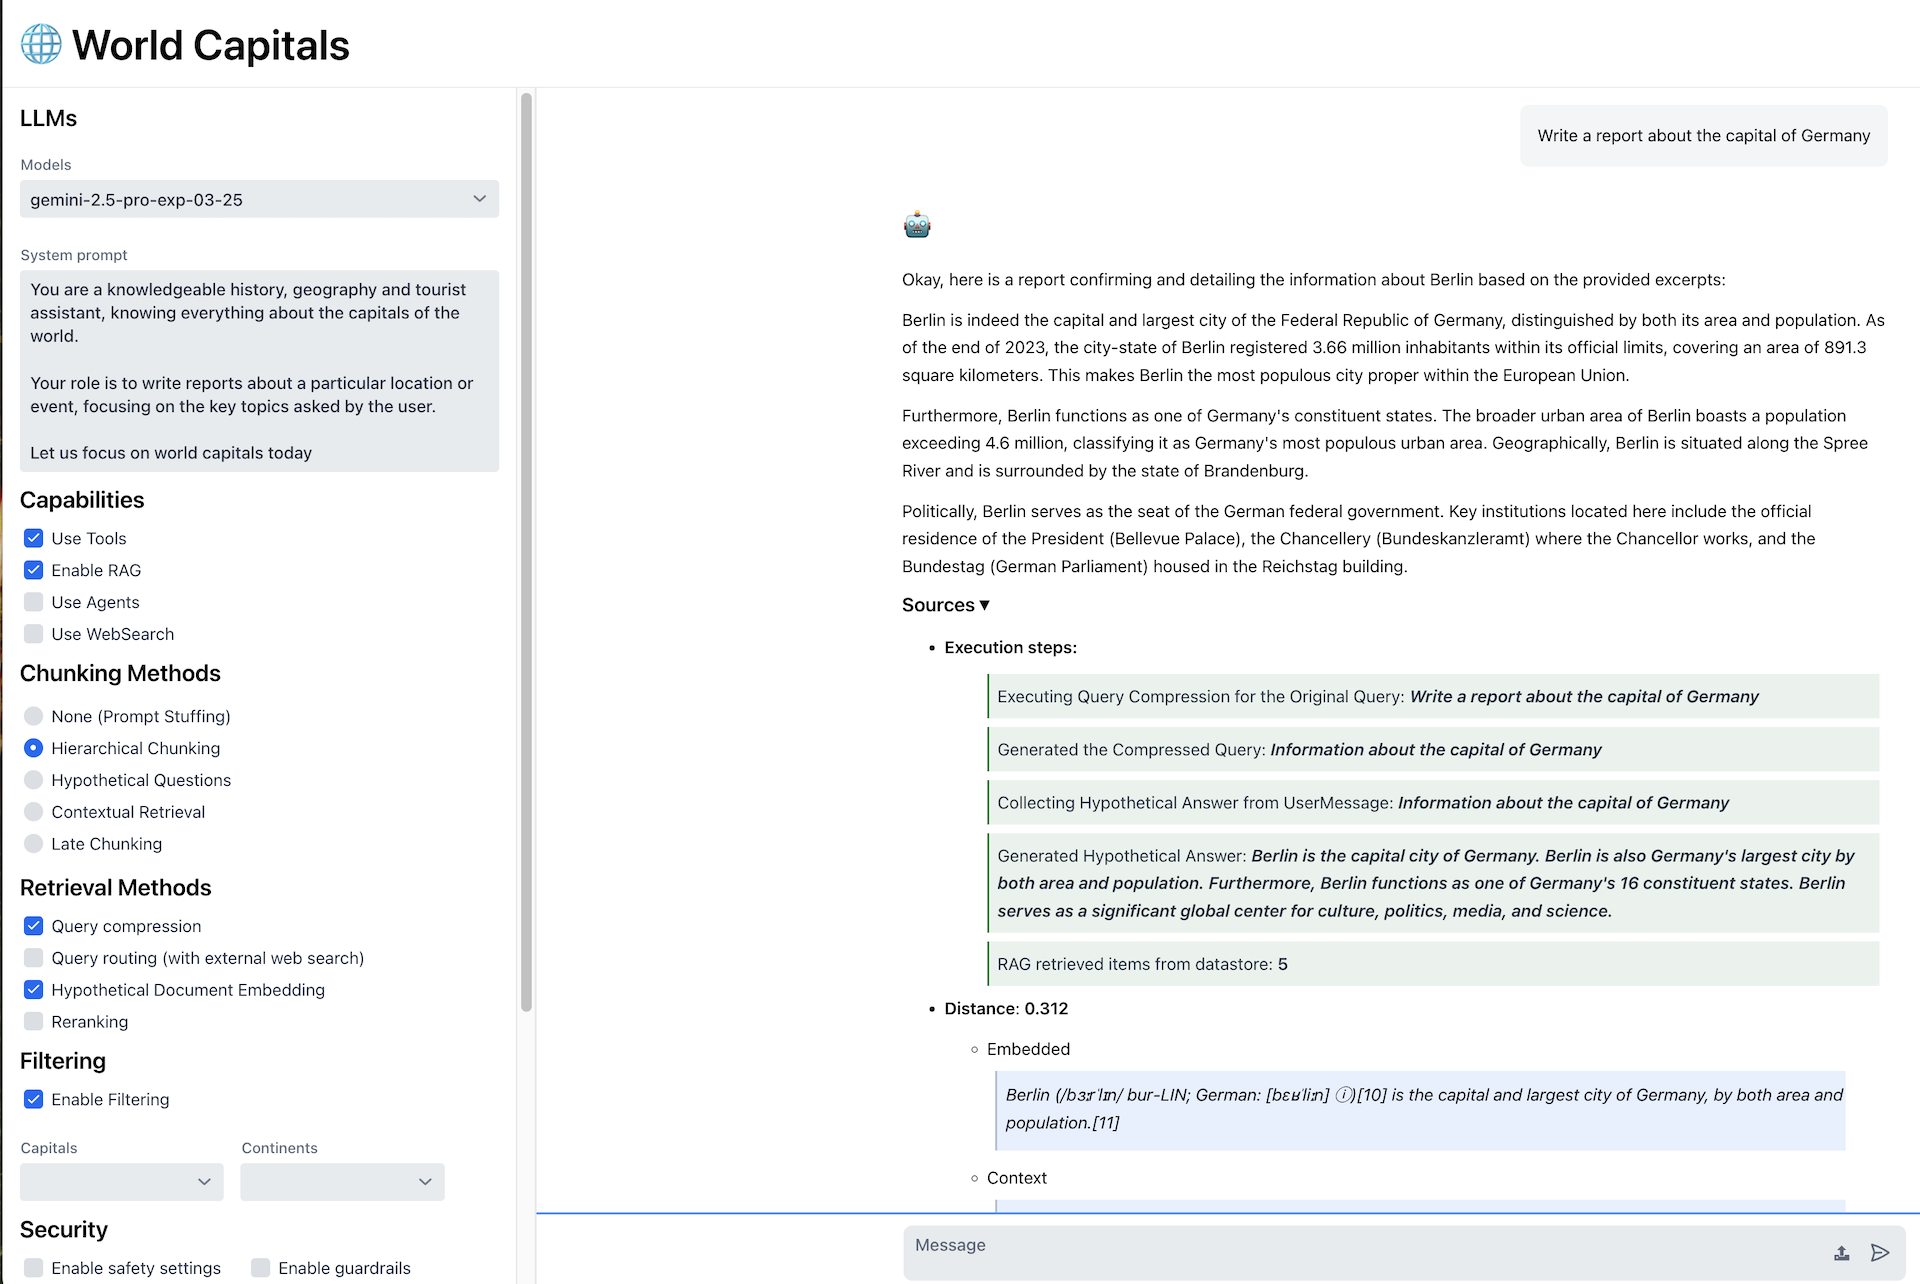 World Capitals
LLMs
Models
gemini-2.5-pro-exp-03-25
System prompt
You are a knowledgeable history, geography and tourist
assistant, knowing everything about the capitals of the
world.
Your role is to write reports about a particular location or
event, focusing on the key topics asked by the user.
Let us focus on world capitals today
Capabilities
Use Tools
Enable RAG
Use Agents
Use WebSearch
Chunking Methods
None (Prompt Stuffing)
Hierarchical Chunking
Hypothetical Questions
Contextual Retrieval
Late Chunking
Retrieval Methods
Query compression
Query routing (with external web search)
Hypothetical Document Embedding
Reranking
Filtering
Enable Filtering
Capitals
Continents
Security
Enable safety settings
Enable guardrails
Write a report about the capital of Germany
Okay, here is a report confirming and detailing the information about Berlin based on the provided excerpts:
Berlin is indeed the capital and largest city of the Federal Republic of Germany, distinguished by both its area and population. As
of the end of 2023, the city-state of Berlin registered 3.66 million inhabitants within its official limits, covering an area of 891.3
square kilometers. This makes Berlin the most populous city proper within the European Union.
Furthermore, Berlin functions as one of Germany's constituent states. The broader urban area of Berlin boasts a population
exceeding 4.6 million, classifying it as Germany's most populous urban area. Geographically, Berlin is situated along the Spree
River and is surrounded by the state of Brandenburg.
Politically, Berlin serves as the seat of the German federal government. Key institutions located here include the official
residence of the President (Bellevue Palace), the Chancellery (Bundeskanzleramt) where the Chancellor works, and the
Bundestag (German Parliament) housed in the Reichstag building.
Sources ▼
• Execution steps:
Executing Query Compression for the Original Query: Write a report about the capital of Germany
Generated the Compressed Query: Information about the capital of Germany
Collecting Hypothetical Answer from UserMessage: Information about the capital of Germany
Generated Hypothetical Answer: Berlin is the capital city of Germany. Berlin is also Germany's largest city by
both area and population. Furthermore, Berlin functions as one of Germany's 16 constituent states. Berlin
serves as a significant global center for culture, politics, media, and science.
RAG retrieved items from datastore: 5
• Distance: 0.312
◦ Embedded
Berlin (/bɜːrˈlɪn/ bur-LIN; German: [bɛʁˈliːn] ⓘ)[10] is the capital and largest city of Germany, by both area and
population.[11]
◦ Context
Message